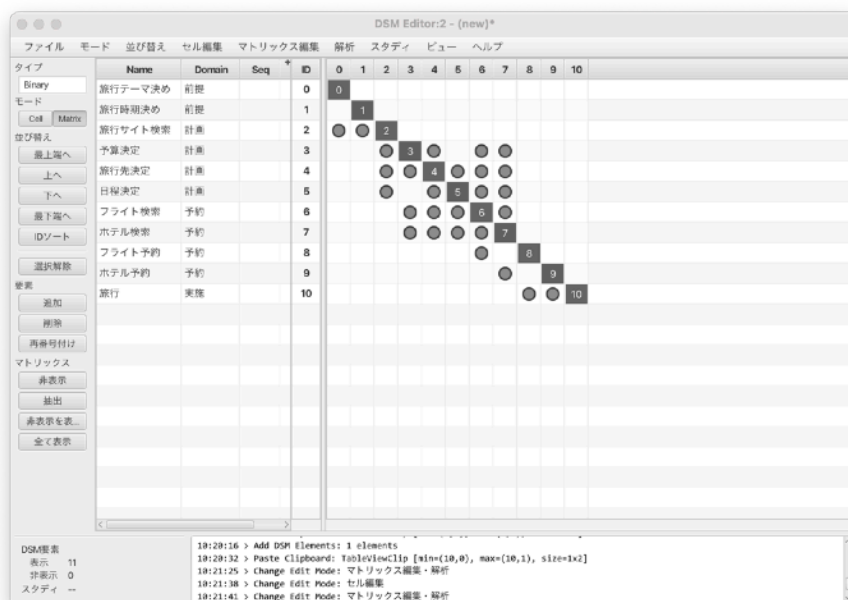 DSM Editor:2 - (new)*
ファイル モード 並び替え セル編集 マトリックス編集 解析 スタディ ビュー ヘルプ
タイプ
Binary
モード
Cell Matrix
並び替え
最上端へ
上へ
下へ
最下端へ
IDソート
選択解除
要素
追加
削除
再番号付け
マトリックス
非表示
抽出
非表示を表...
全て表示
Name Domain Seq + ID 0 1 2 3 4 5 6 7 8 9 10
旅行テーマ決め 前提 0 0
旅行時期決め 前提 1 1
旅行サイト検索 計画 2 2
予算決定 計画 3 3
旅行先決定 計画 4 4
日程決定 計画 5 5
フライト検索 予約 6 6
ホテル検索 予約 7 7
フライト予約 予約 8 8
ホテル予約 予約 9 9
旅行 実施 10 10
DSM要素
表示 11
非表示 0
スタディ --
10:20:16 > Add DSM Elements: 1 elements
10:20:32 > Paste Clipboard: TableViewClip [min=(10,0), max=(10,1), size=1x2]
10:21:25 > Change Edit Mode: マトリックス編集・解析
10:21:38 > Change Edit Mode: セル編集
10:21:41 > Change Edit Mode: マトリックス編集・解析